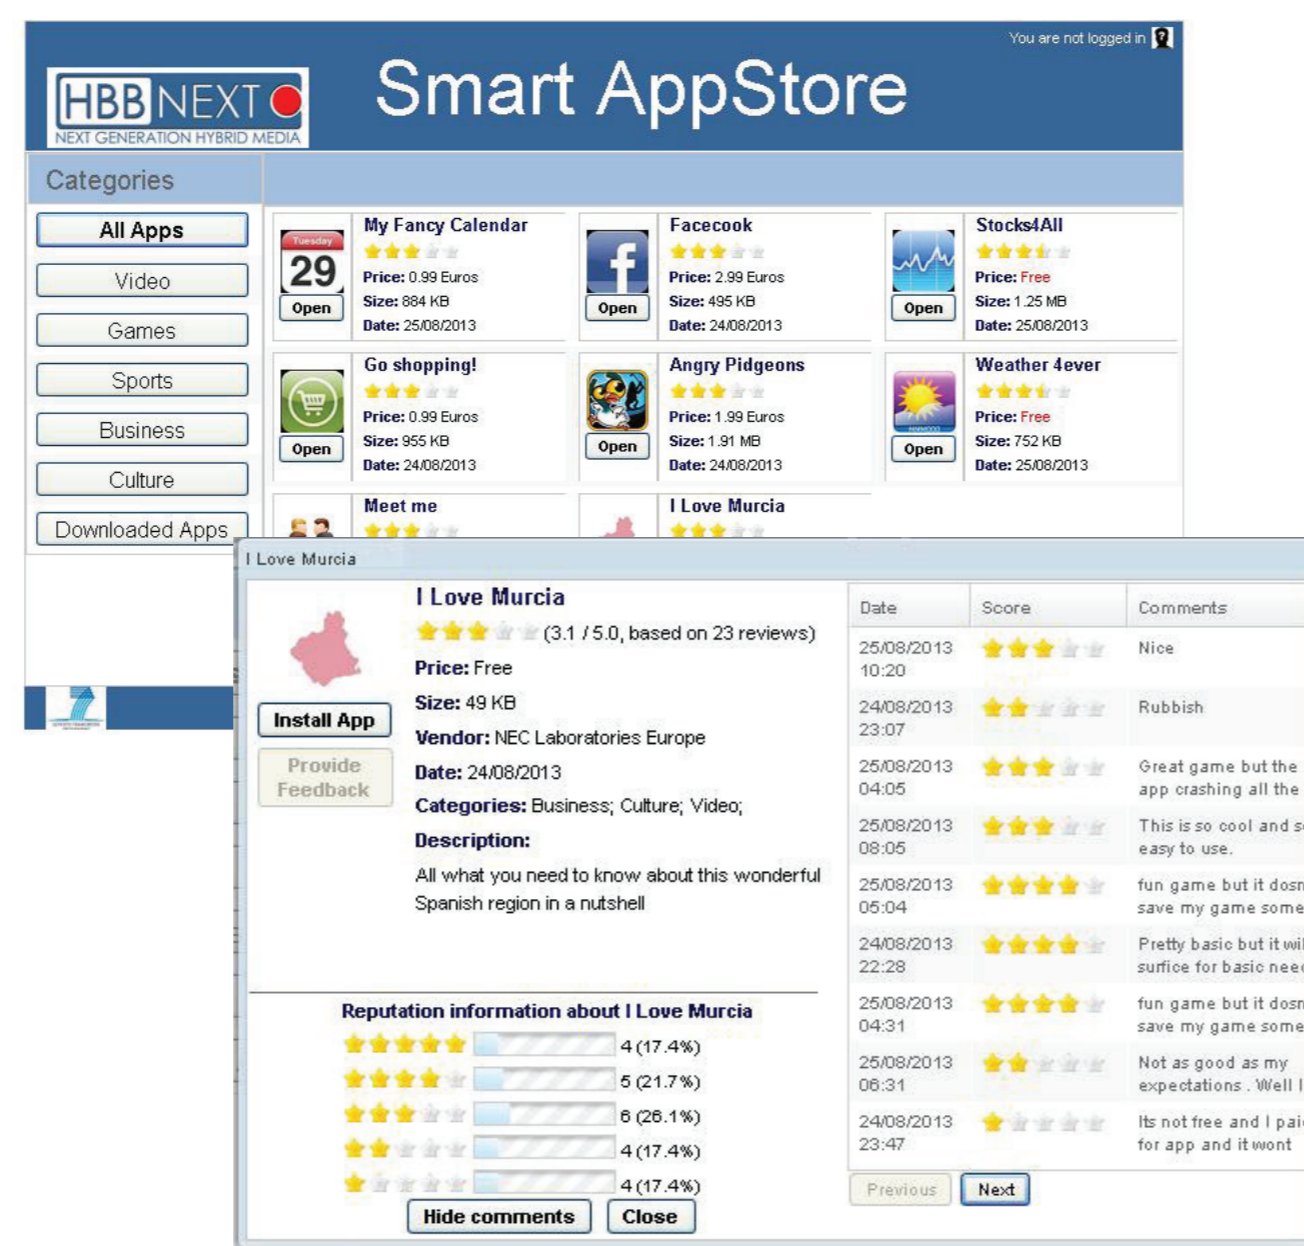 You are not logged in
HBB NEXT
NEXT GENERATION HYBRID MEDIA
Smart AppStore
Categories
All Apps
Video
Games
Sports
Business
Culture
Downloaded Apps
Tuesday
29
Open
My Fancy Calendar
Price: 0.99 Euros
Size: 884 KB
Date: 25/08/2013
f
Open
Facecook
Price: 2.99 Euros
Size: 495 KB
Date: 24/08/2013
Open
Stocks4All
Price: Free
Size: 1.25 MB
Date: 25/08/2013
Open
Go shopping!
Price: 0.99 Euros
Size: 955 KB
Date: 24/08/2013
Open
Angry Pidgeons
Price: 1.99 Euros
Size: 1.91 MB
Date: 24/08/2013
Open
Weather 4ever
Price: Free
Size: 752 KB
Date: 25/08/2013
Meet me
I Love Murcia
I Love Murcia
I Love Murcia
(3.1 / 5.0, based on 23 reviews)
Price: Free
Size: 49 KB
Vendor: NEC Laboratories Europe
Date: 24/08/2013
Categories: Business; Culture; Video;
Description:
All what you need to know about this wonderful
Spanish region in a nutshell
Install App
Provide
Feedback
Reputation information about I Love Murcia
4 (17.4%)
5 (21.7%)
6 (26.1%)
4 (17.4%)
4 (17.4%)
Hide comments
Close
Date Score Comments
25/08/2013 Nice
10:20
24/08/2013 Rubbish
23:07
25/08/2013 Great game but the
04:05 app crashing all the
25/08/2013 This is so cool and s
08:05 easy to use.
25/08/2013 fun game but it dosn
05:04 save my game some
24/08/2013 Pretty basic but it wil
22:28 surfice for basic need
25/08/2013 fun game but it dosn
04:31 save my game some
25/08/2013 Not as good as my
06:31 expectations . Well I
24/08/2013 Its not free and I paid
23:47 for app and it wont
Previous
Next